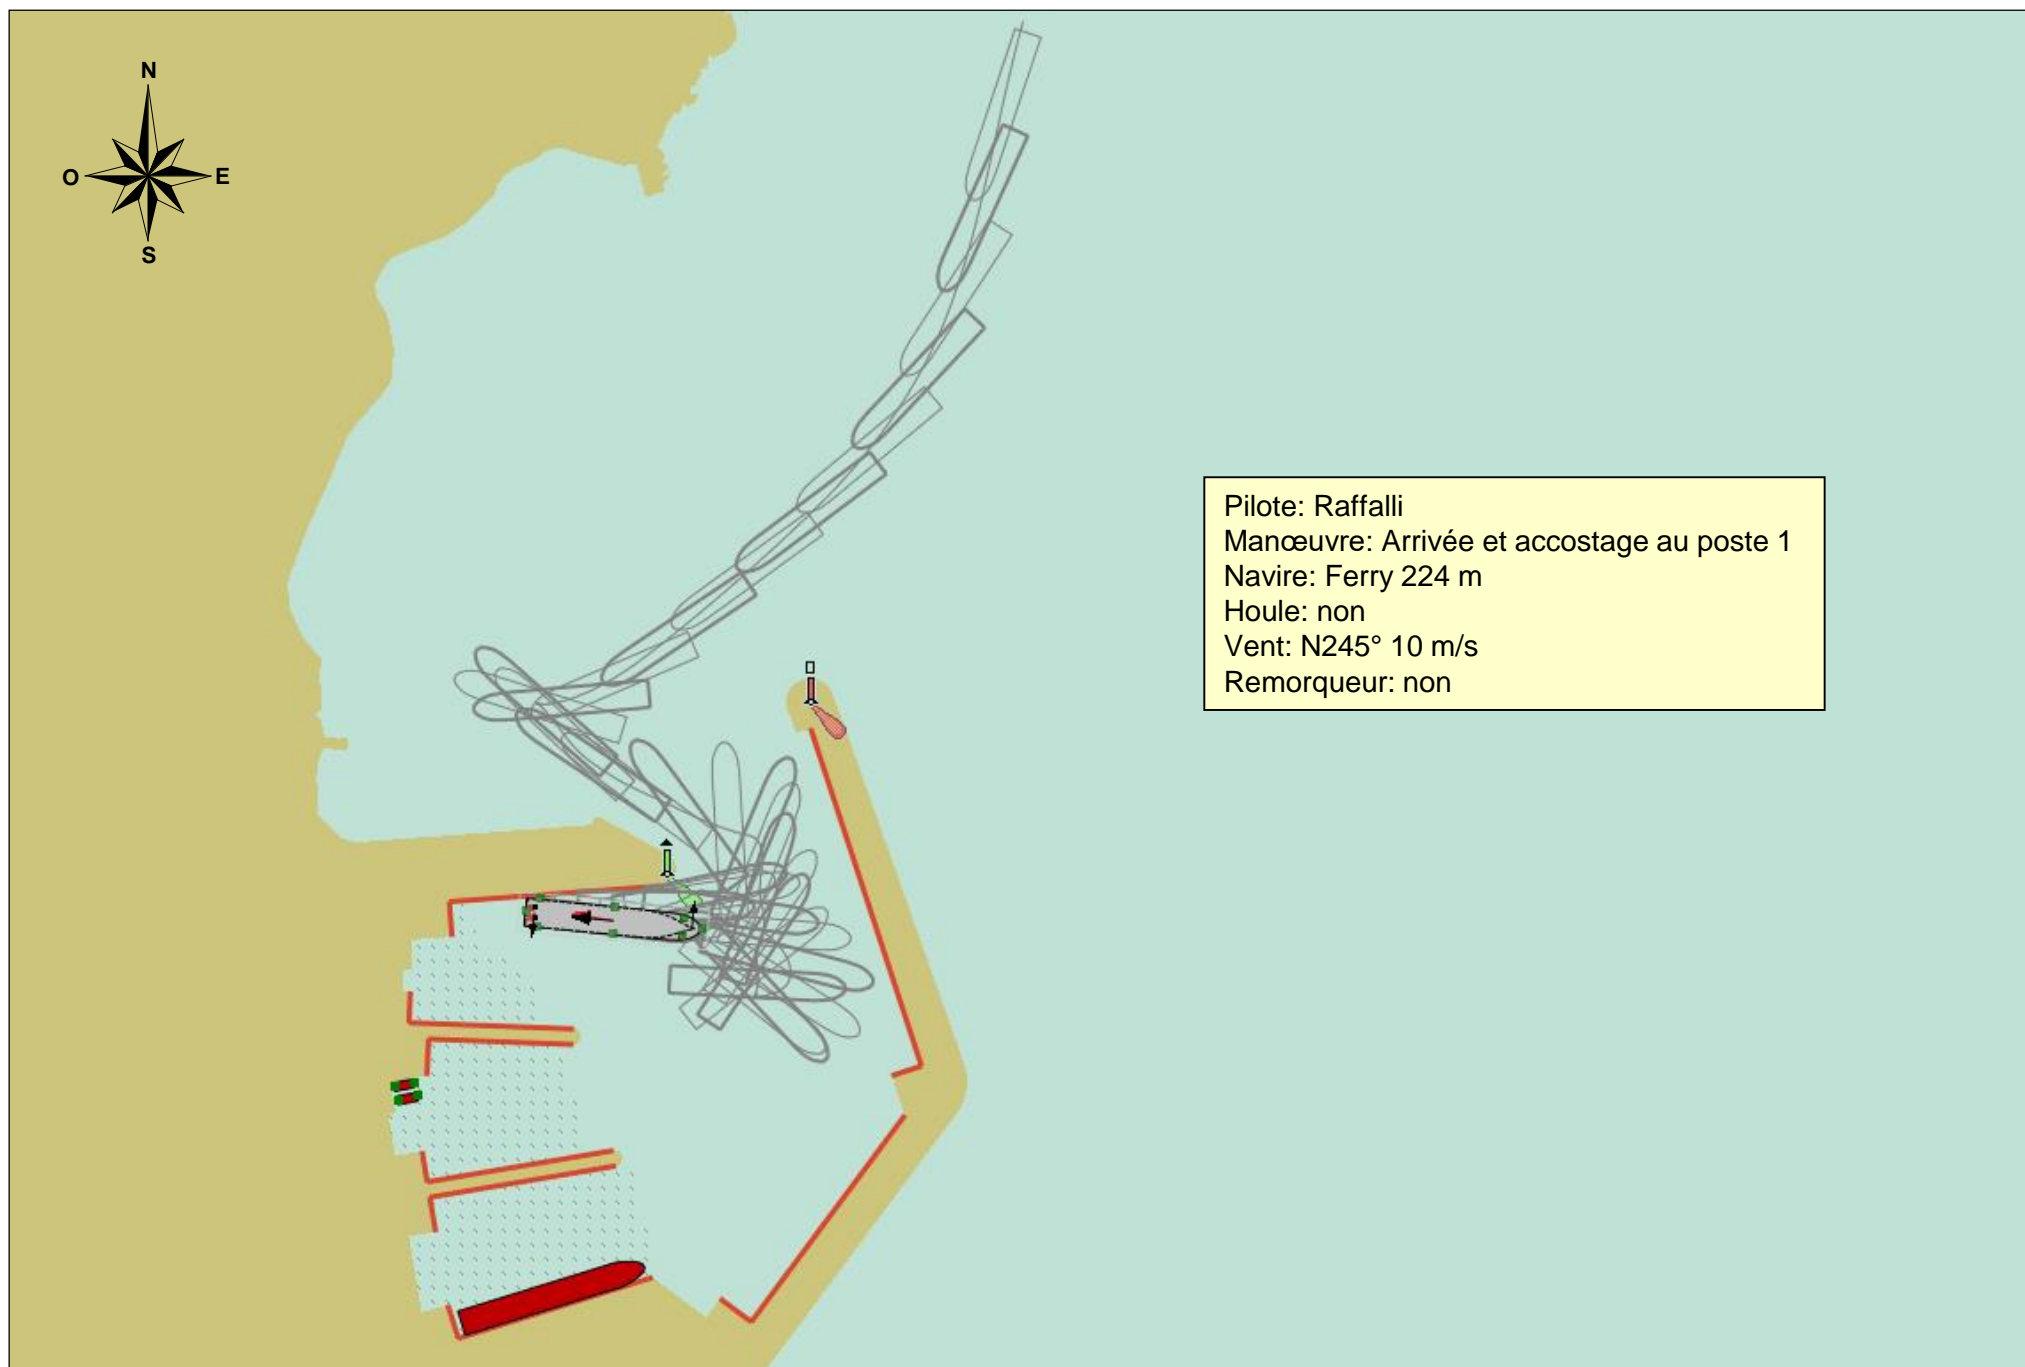 N
O
E
S
Pilote: Raffalli
Manœuvre: Arrivée et accostage au poste 1
Navire: Ferry 224 m
Houle: non
Vent: N245° 10 m/s
Remorqueur: non